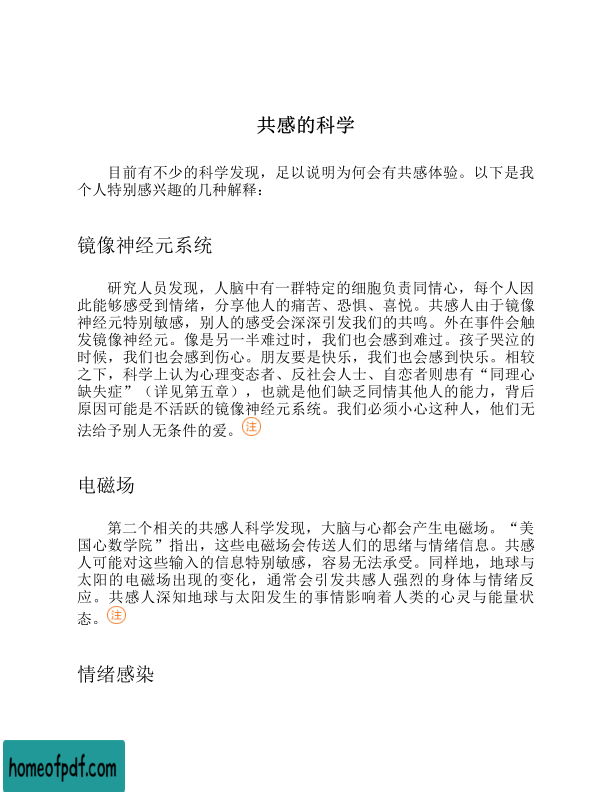 共感的科学
目前有不少的科学发现，足以说明为何会有共感体验。以下是我
个人特别感兴趣的几种解释：
镜像神经元系统
研究人员发现，人脑中有一群特定的细胞负责同情心，每个人因
此能够感受到情绪，分享他人的痛苦、恐惧、喜悦。共感人由于镜像
神经元特别敏感，别人的感受会深深引发我们的共鸣。外在事件会触
发镜像神经元。像是另一半难过时，我们也会感到难过。孩子哭泣的
时候，我们也会感到伤心。朋友要是快乐，我们也会感到快乐。相较
之下，科学上认为心理变态者、反社会人士、自恋者则患有“同理心
缺失症”（详见第五章），也就是他们缺乏同情其他人的能力，背后
原因可能是不活跃的镜像神经元系统。我们必须小心这种人，他们无
法给予别人无条件的爱。注
电磁场
第二个相关的共感人科学发现，大脑与心都会产生电磁场。“美
国心数学院”指出，这些电磁场会传送人们的思绪与情绪信息。共感
人可能对这些输入的信息特别敏感，容易无法承受。同样地，地球与
太阳的电磁场出现的变化，通常会引发共感人强烈的身体与情绪反
应。共感人深知地球与太阳发生的事情影响着人类的心灵与能量状
态。注
情绪感染
homeofpdf.com